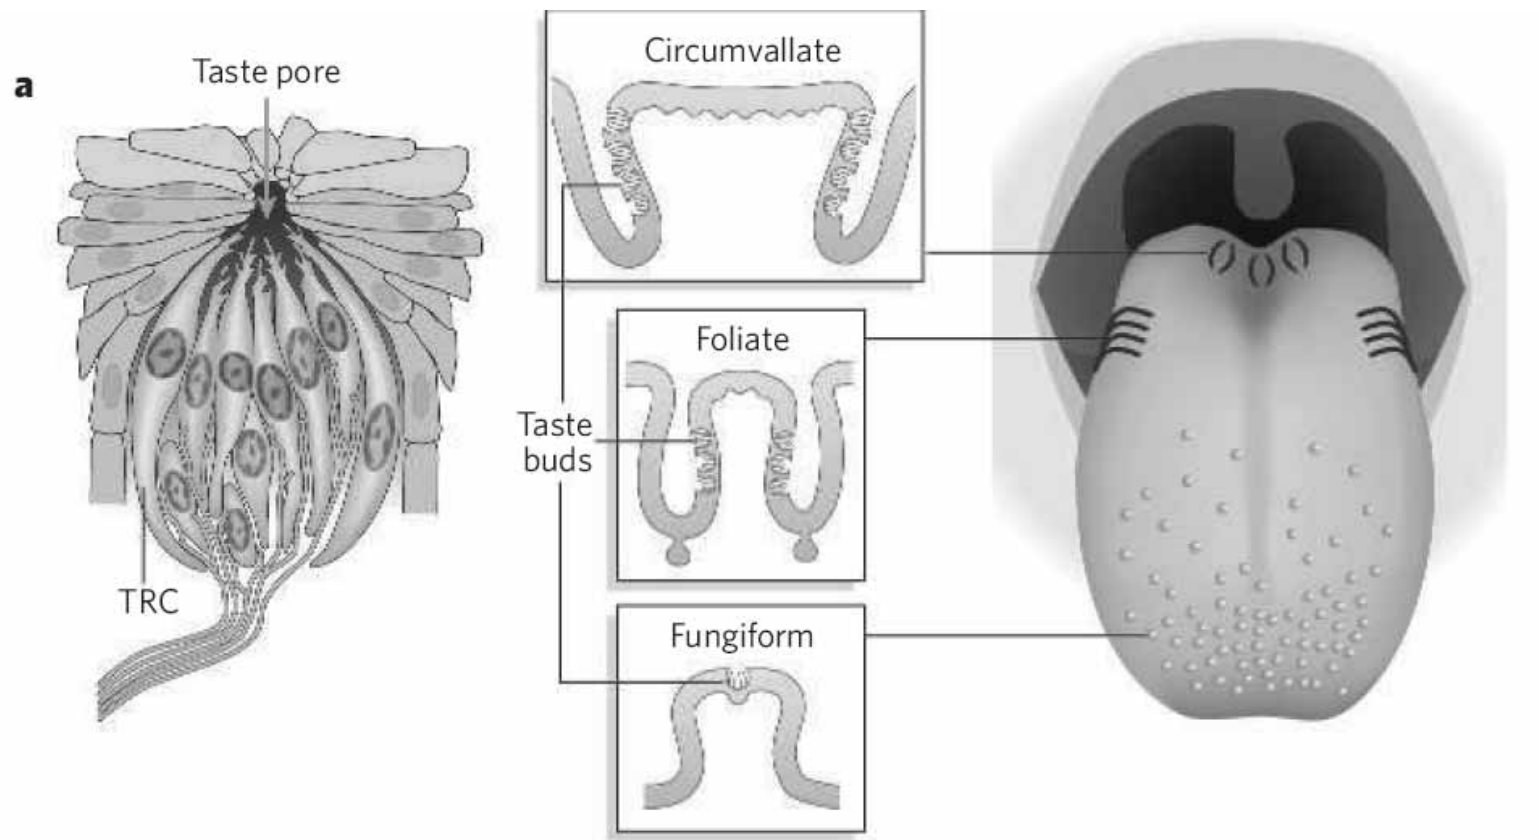 a
Taste pore
TRC
Circumvallate
Foliate
Taste
buds
Fungiform